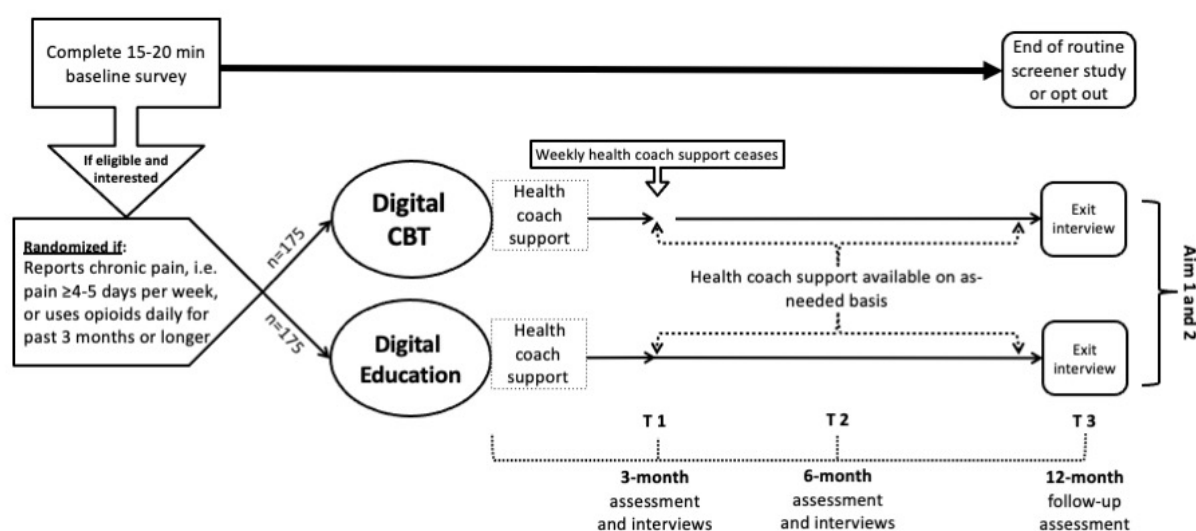 Complete 15-20 min
baseline survey
End of routine
screener study
or opt out
If eligible and
interested
Weekly health coach support ceases
Randomized if:
Reports chronic pain, i.e.
pain ≥4-5 days per week,
or uses opioids daily for
past 3 months or longer
n=175
n=175
Digital
CBT
Health
coach
support
Exit
interview
Health coach support available on as-
needed basis
Digital
Education
Health
coach
support
Exit
interview
Aim 1 and 2
T 1
T 2
T 3
3-month
assessment
and interviews
6-month
assessment
and interviews
12-month
follow-up
assessment